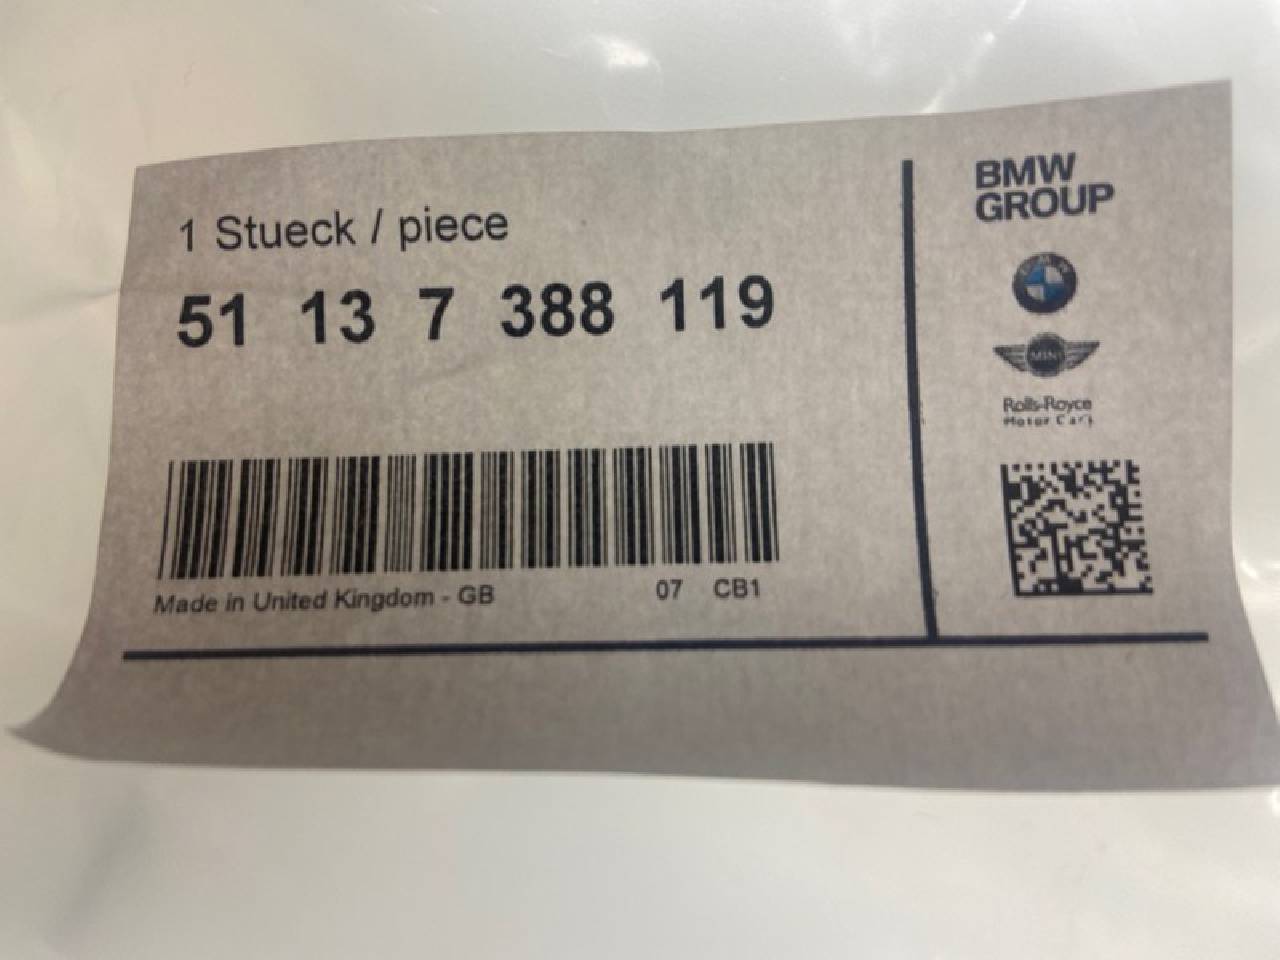 1 Stueck / piece
51 13 7 388 119
Made in United Kingdom - GB 07 CB1
BMW
GROUP
BMW
MINI
Rolls-Royce
Motor Cars